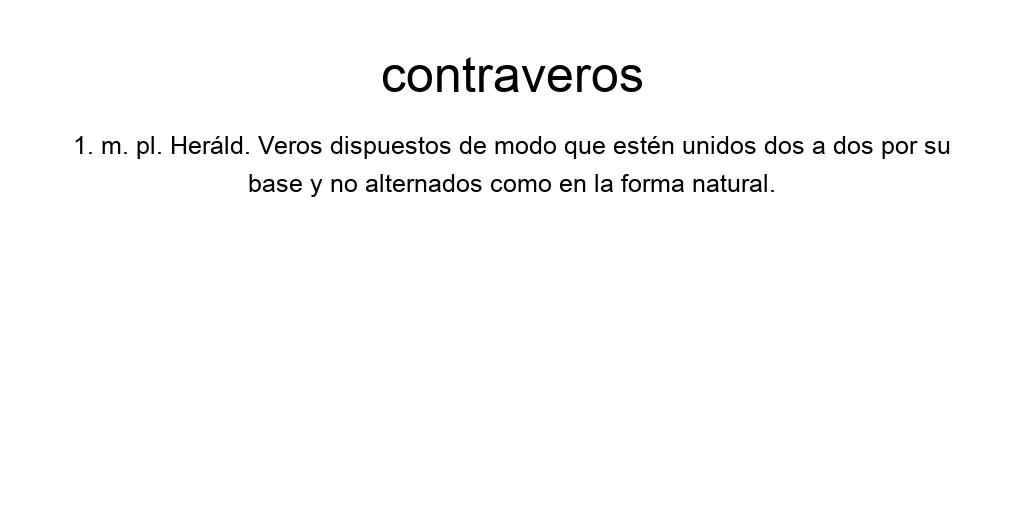 contraveros
1. m. pl. Heráld. Veros dispuestos de modo que estén unidos dos a dos por su
base y no alternados como en la forma natural.